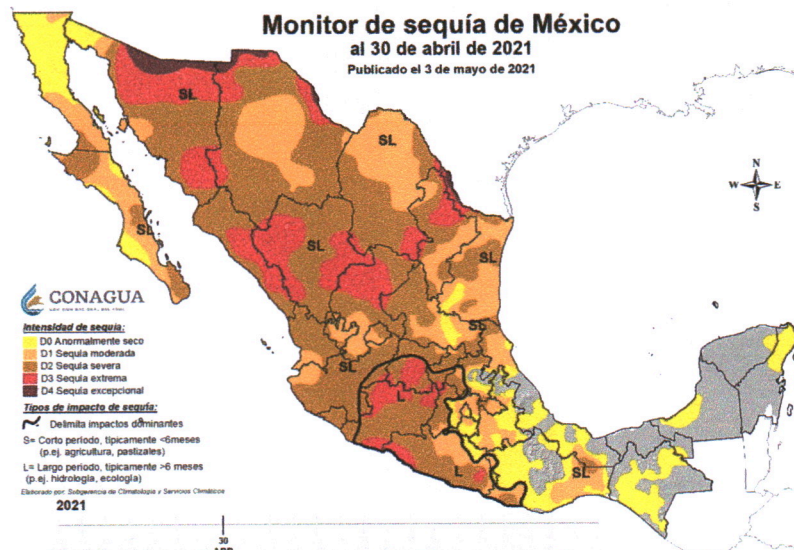 Monitor de sequía de México
al 30 de abril de 2021
Publicado el 3 de mayo de 2021
SL
SL
SL
SL
SL
SL
SL
L
L
SL
N
W E
S
CONAGUA
Intensidad de sequía:
D0 Anormalmente seco
D1 Sequía moderada
D2 Sequía severa
D3 Sequía extrema
D4 Sequía excepcional
Tipos de impacto de sequía:
Delimita impactos dominantes
S= Corto periodo, típicamente <6meses
(p.ej. agricultura, pastizales)
L= Largo periodo, típicamente >6 meses
(p.ej. hidrología, ecología)
Elaborado por: Subgerencia de Climatología y Servicios Climáticos
2021
30